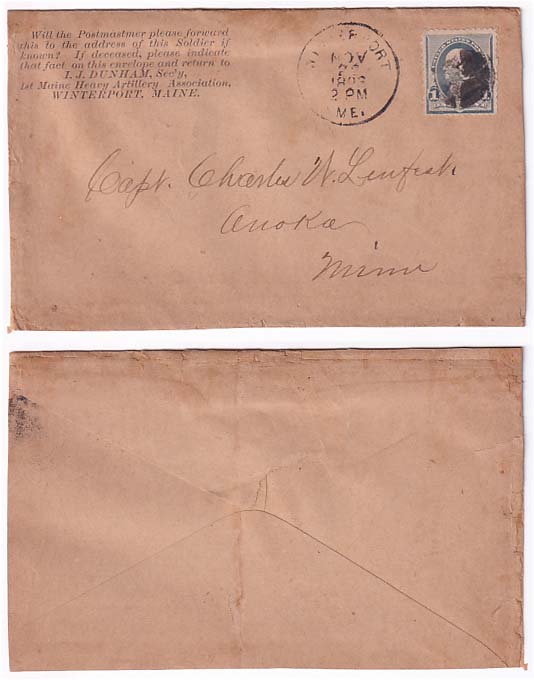 Will the Postmastmer please forward
this to the address of this Soldier if
known? If deceased, please indicate
that fact on this envelope and return to
I. J. DUNHAM, Sec'y,
1st Maine Heavy Artillery Association,
WINTERPORT, MAINE.
NOV
2 PM
ME.
1
Capt. Charles W. Lenfest
Anoka
Minn